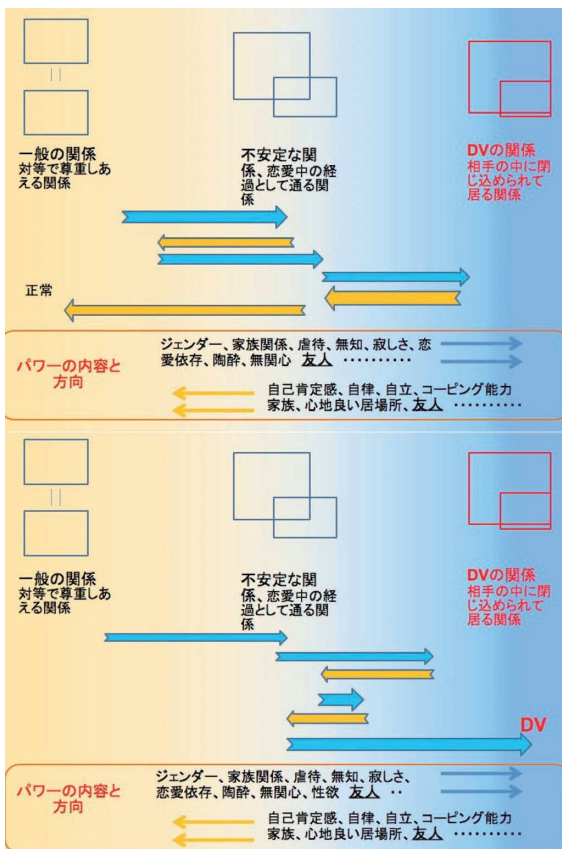 一般の関係
対等で尊重しあ
える関係
不安定な関
係、恋愛中の経
過として通る関
係
DVの関係
相手の中に閉
じ込められて
居る関係
正常
パワーの内容と
方向
ジェンダー、家族関係、虐待、無知、寂しさ、恋
愛依存、陶酔、無関心 友人 ‥‥‥‥‥
自己肯定感、自律、自立、コーピング能力
家族、心地良い居場所、友人 ‥‥‥‥‥
一般の関係
対等で尊重しあ
える関係
不安定な関
係、恋愛中の経
過として通る関
係
DVの関係
相手の中に閉
じ込められて
居る関係
DV
パワーの内容と
方向
ジェンダー、家族関係、虐待、無知、寂しさ、
恋愛依存、陶酔、無関心、性欲 友人 ‥
自己肯定感、自律、自立、コーピング能力
家族、心地良い居場所、友人 ‥‥‥‥‥